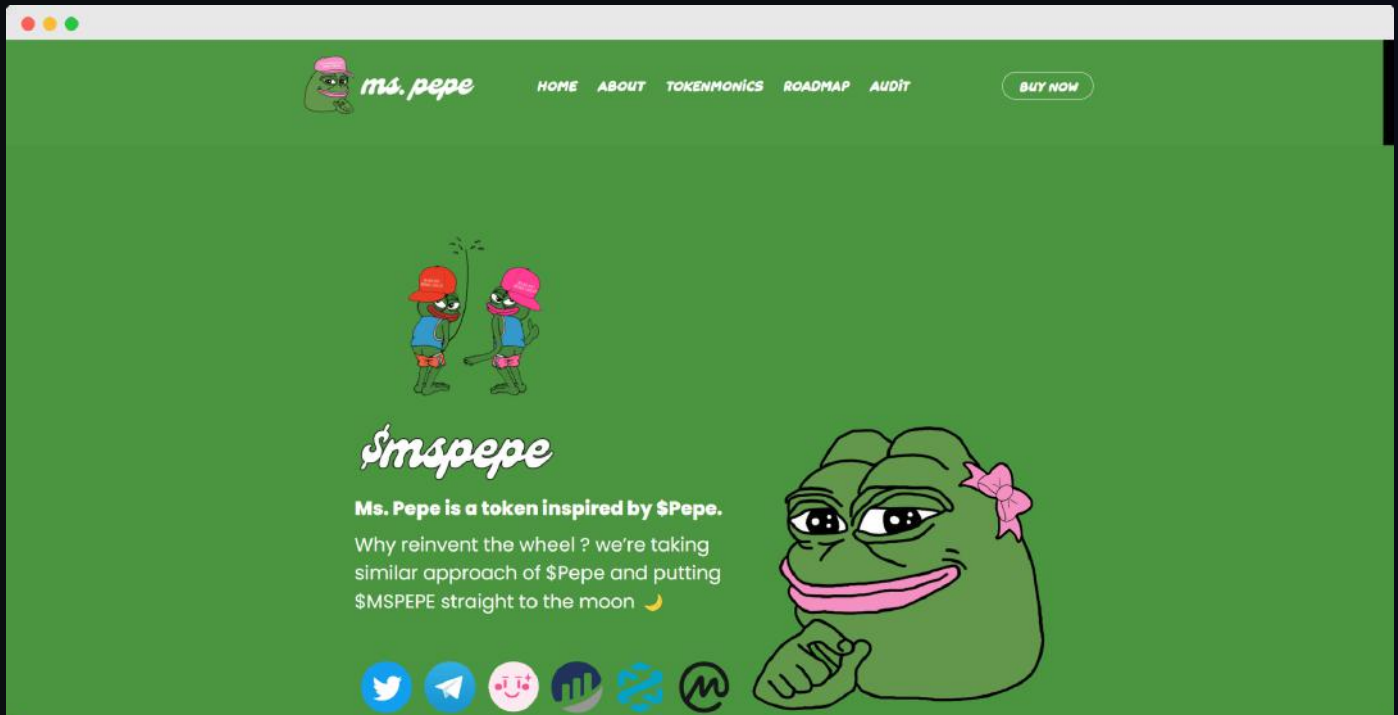 ms. pepe
HOME ABOUT TOKENMONICS ROADMAP AUDIT
BUY NOW
$mspepe
Ms. Pepe is a token inspired by $Pepe.
Why reinvent the wheel ? we're taking
similar approach of $Pepe and putting
$MSPEPE straight to the moon 🌙